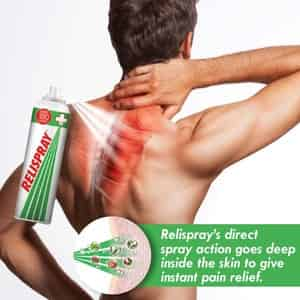 RELISPRAY
Relispray's direct
spray action goes deep
inside the skin to give
instant pain relief.